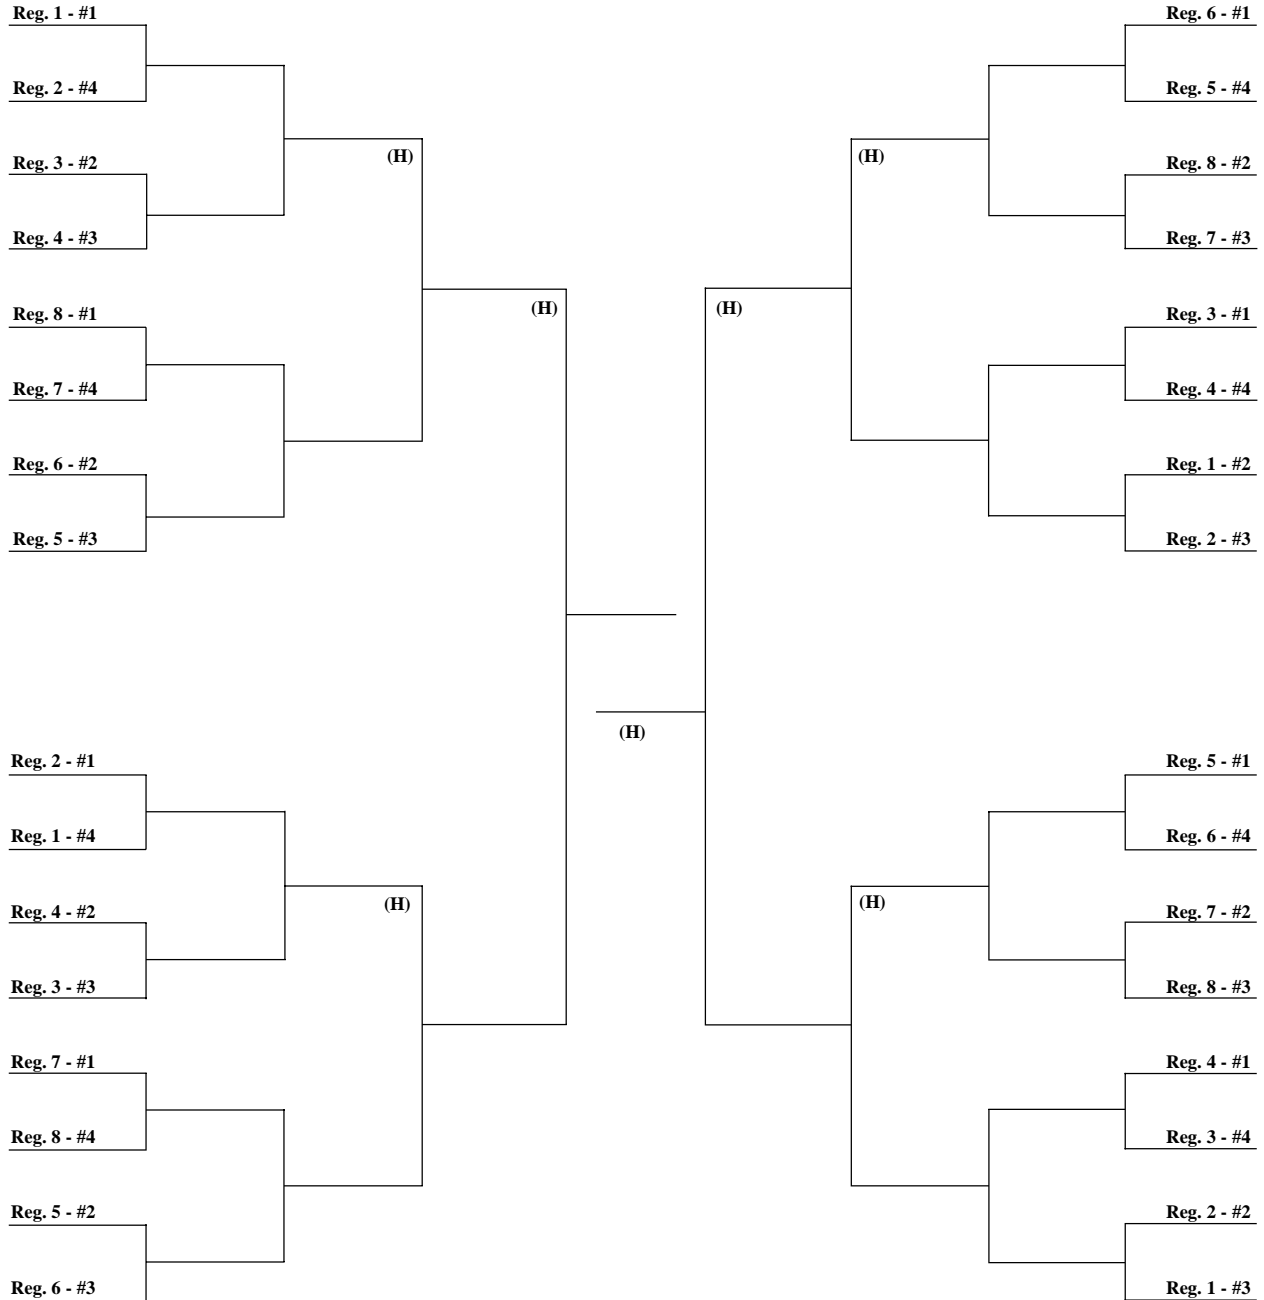 Reg. 1 - #1
Reg. 2 - #4
Reg. 3 - #2
Reg. 4 - #3
(H)
Reg. 8 - #1
Reg. 7 - #4
Reg. 6 - #2
Reg. 5 - #3
(H)
Reg. 2 - #1
Reg. 1 - #4
Reg. 4 - #2
Reg. 3 - #3
(H)
Reg. 7 - #1
Reg. 8 - #4
Reg. 5 - #2
Reg. 6 - #3
(H)
Reg. 6 - #1
Reg. 5 - #4
Reg. 8 - #2
Reg. 7 - #3
(H)
Reg. 3 - #1
Reg. 4 - #4
Reg. 1 - #2
Reg. 2 - #3
(H)
Reg. 5 - #1
Reg. 6 - #4
Reg. 7 - #2
Reg. 8 - #3
(H)
Reg. 4 - #1
Reg. 3 - #4
Reg. 2 - #2
Reg. 1 - #3